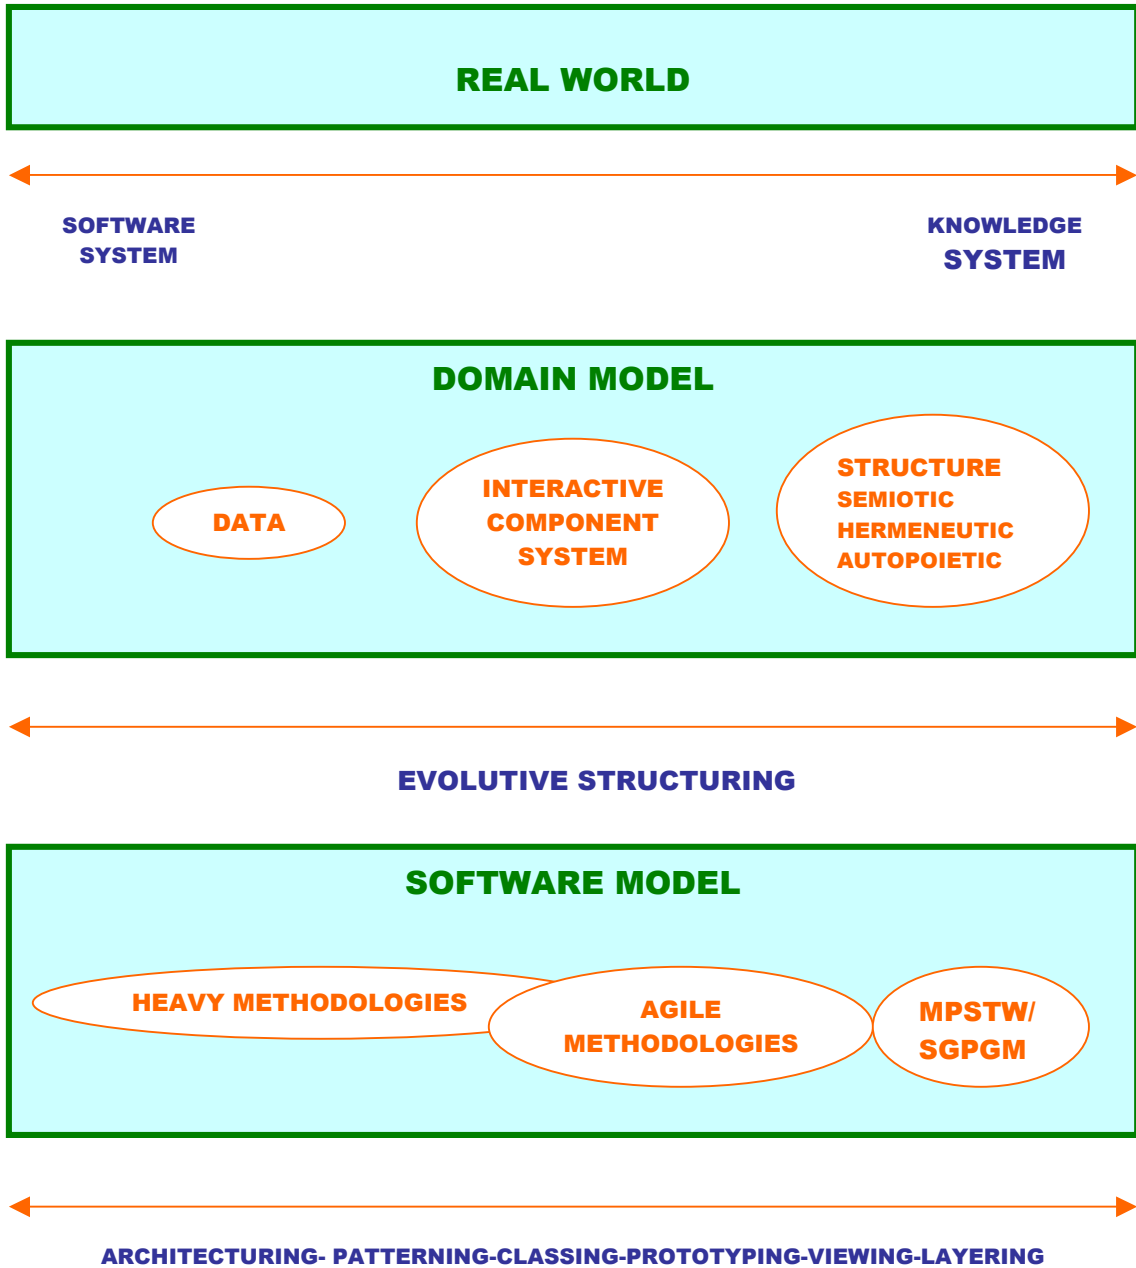 REAL WORLD
SOFTWARE
SYSTEM
KNOWLEDGE
SYSTEM
DOMAIN MODEL
DATA
INTERACTIVE
COMPONENT
SYSTEM
STRUCTURE
SEMIOTIC
HERMENEUTIC
AUTOPOIETIC
EVOLUTIVE STRUCTURING
SOFTWARE MODEL
HEAVY METHODOLOGIES
AGILE
METHODOLOGIES
MPSTW/
SGPGM
ARCHITECTURING- PATTERNING-CLASSING-PROTOTYPING-VIEWING-LAYERING